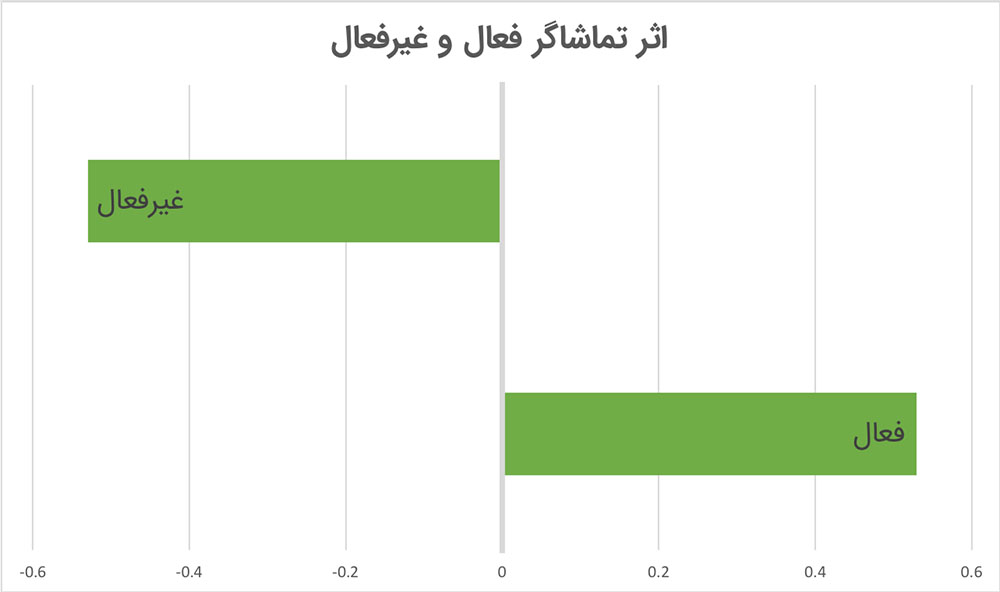 اثر تماشاگر فعال و غیرفعال
غیرفعال
فعال
-0.6 -0.4 -0.2 0 0.2 0.4 0.6